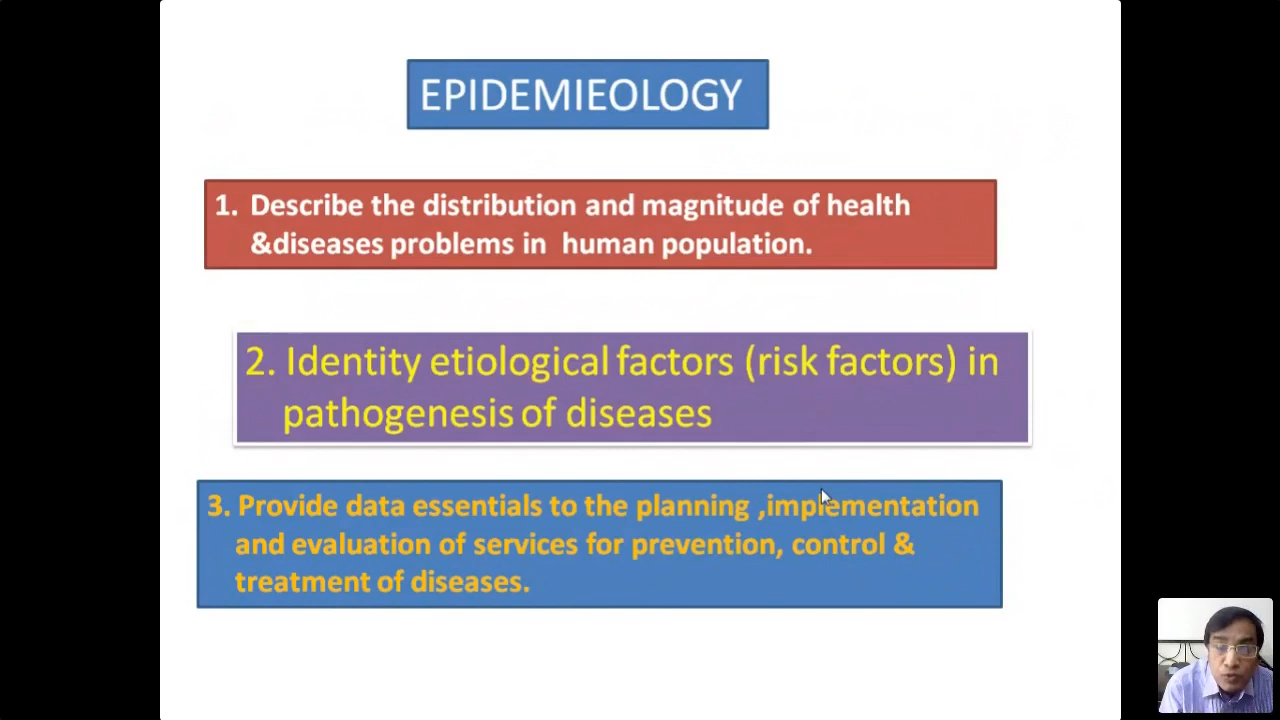 EPIDEMIEOLOGY
1. Describe the distribution and magnitude of health
&diseases problems in human population.
2. Identity etiological factors (risk factors) in
pathogenesis of diseases
3. Provide data essentials to the planning ,implementation
and evaluation of services for prevention, control &
treatment of diseases.